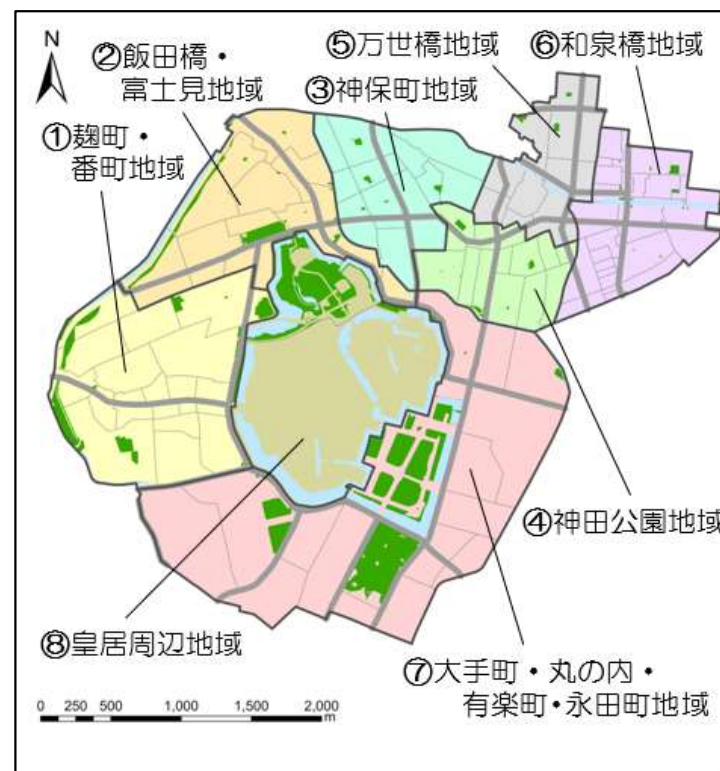 N
②飯田橋・
富士見地域
⑤万世橋地域
⑥和泉橋地域
③神保町地域
①麹町・
番町地域
④神田公園地域
⑧皇居周辺地域
⑦大手町・丸の内・
有楽町・永田町地域
0 250 500 1,000 1,500 2,000
m